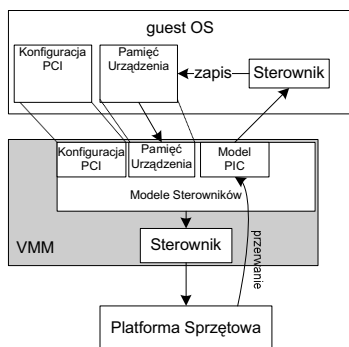 guest OS
Konfiguracja
PCI
Pamięć
Urządzenia
zapis
Sterownik
Konfiguracja
PCI
Pamięć
Urządzenia
Model
PIC
Modele Sterowników
Sterownik
VMM
przerwanie
Platforma Sprzętowa